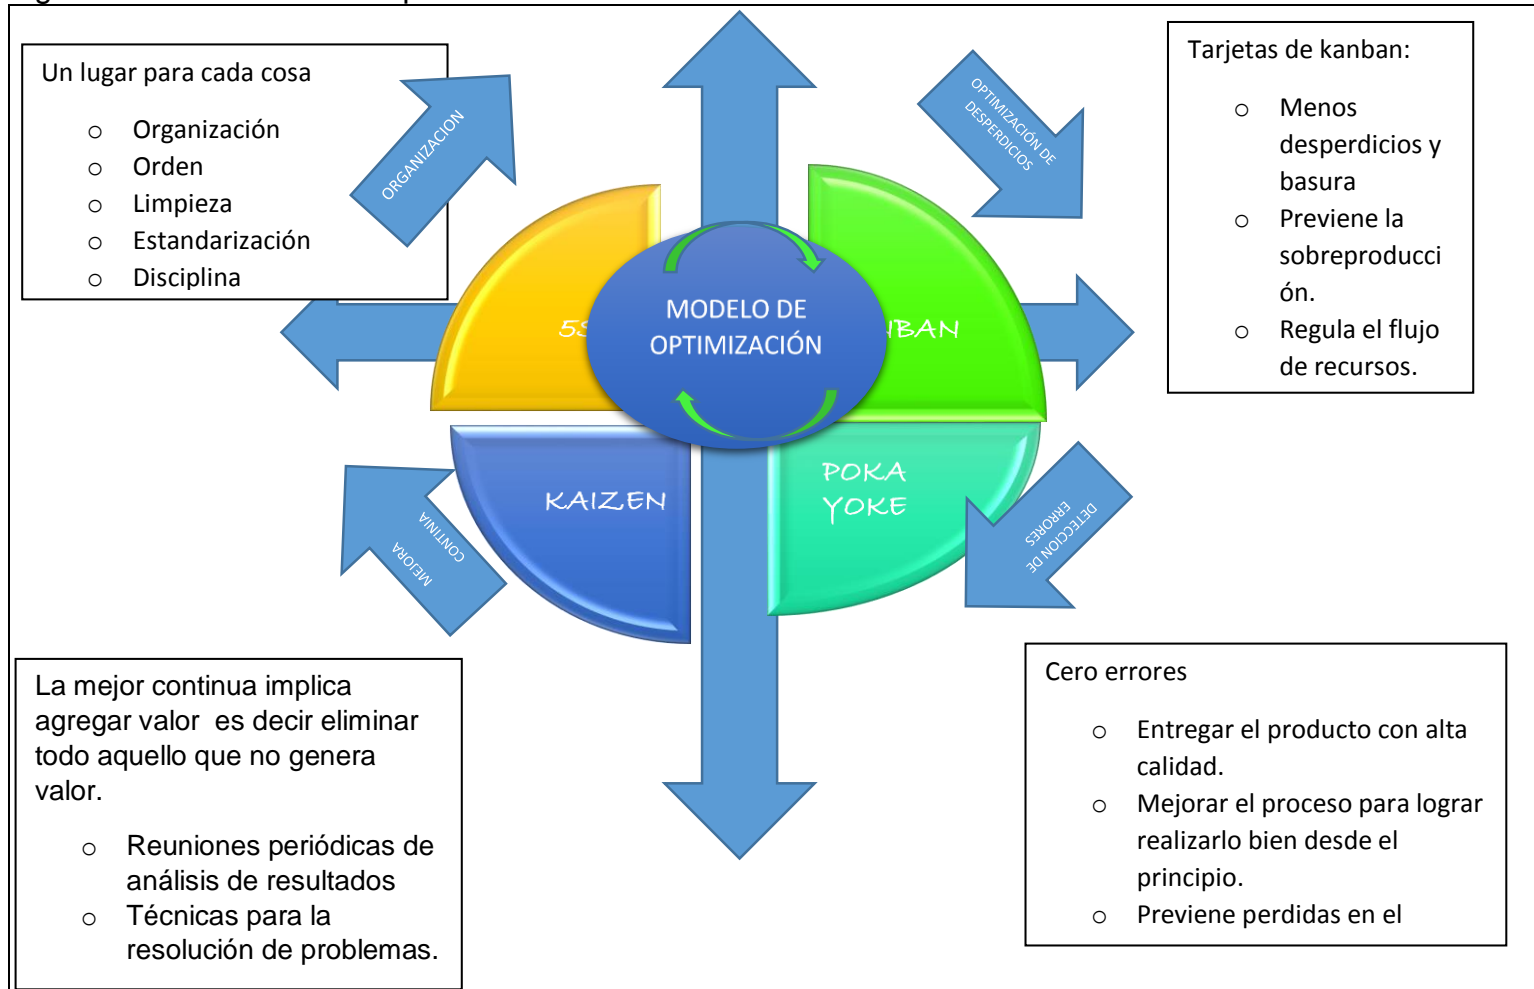 Un lugar para cada cosa
o Organización
o Orden
o Limpieza
o Estandarización
o Disciplina
ORGANIZACION
OPTIMIZACIÓN DE
DESPERDICIOS
Tarjetas de kanban:
o Menos
desperdicios y
basura
o Previene la
sobreproducci
ón.
o Regula el flujo
de recursos.
5S
MODELO DE
OPTIMIZACIÓN
NBAN
KAIZEN
POKA
YOKE
MEJORA
CONTINIA
DETECCION DE
ERRORES
La mejor continua implica
agregar valor es decir eliminar
todo aquello que no genera
valor.
o Reuniones periódicas de
análisis de resultados
o Técnicas para la
resolución de problemas.
Cero errores
o Entregar el producto con alta
calidad.
o Mejorar el proceso para lograr
realizarlo bien desde el
principio.
o Previene perdidas en el